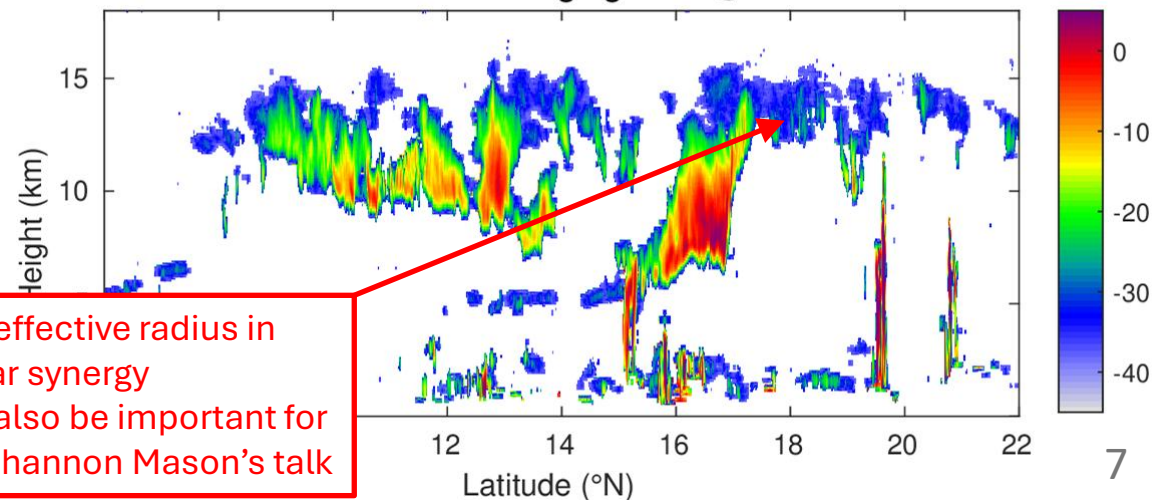 15
0
-10
10
-20
Height (km)
-30
effective radius in
ar synergy
also be important for
hannon Mason's talk
-40
12 14 16 18 20 22
Latitude (°N)
7